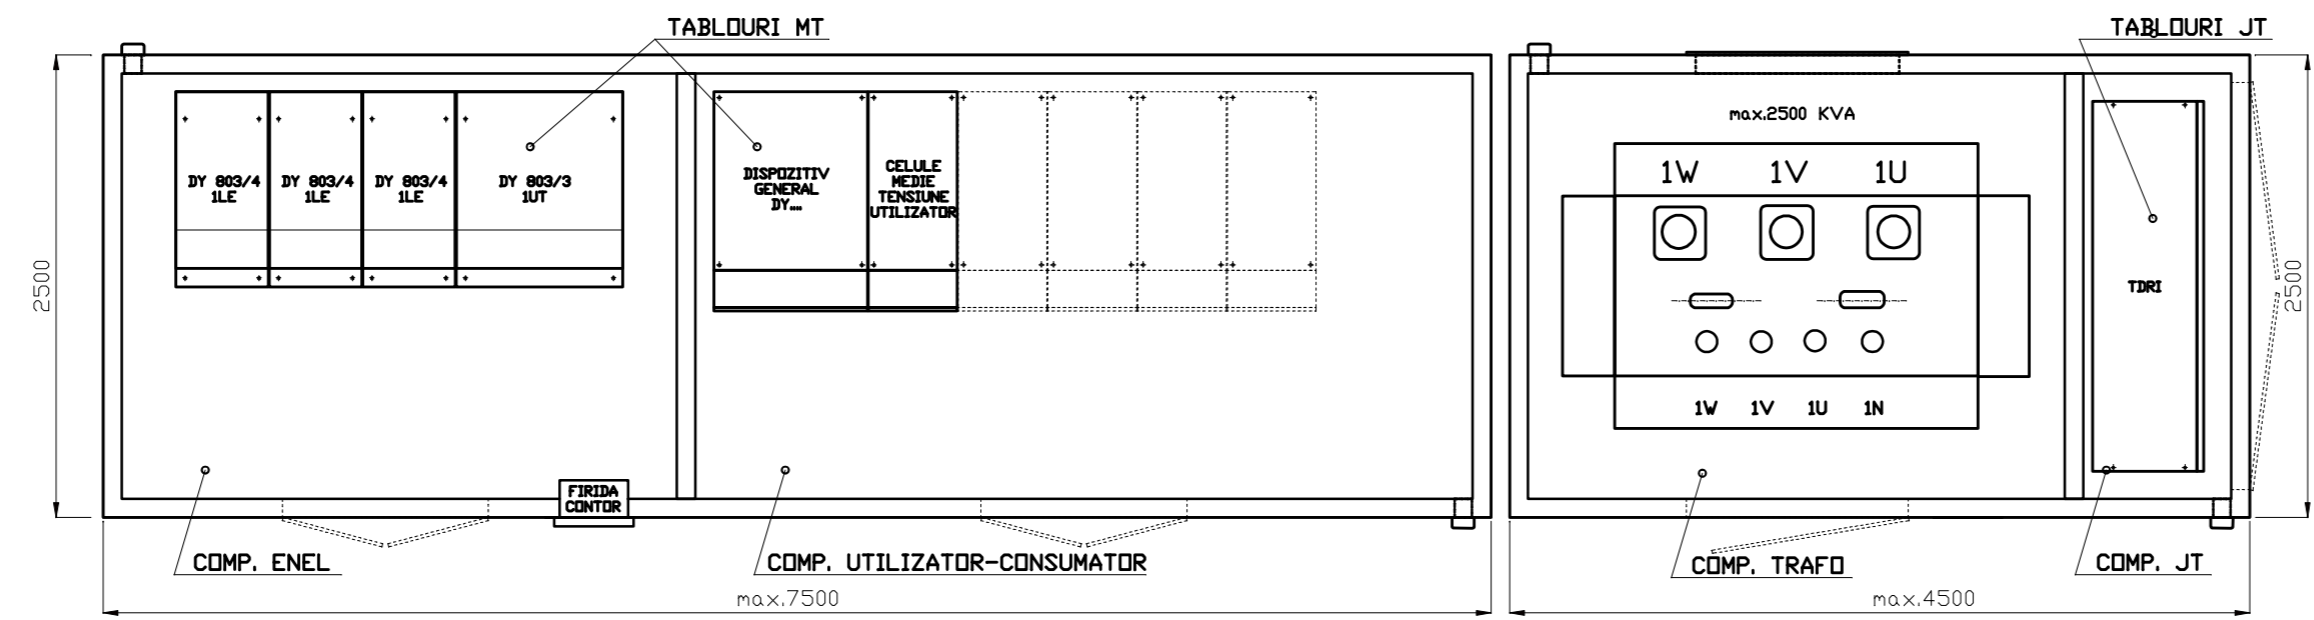 TABLOURI MT
TABLOURI JT
max.2500 KVA
DY 803/4
1LE
DY 803/4
1LE
DY 803/4
1LE
DY 803/3
1UT
DISPOZITIV
GENERAL
DY....
CELULE
MEDIE
TENSIUNE
UTILIZATOR
1W 1V 1U
2500
2500
TDRI
1W 1V 1U 1N
FIRIDA
CONTOR
COMP. ENEL
COMP. UTILIZATOR-CONSUMATOR
COMP. TRAFO
COMP. JT
max.7500
max.4500